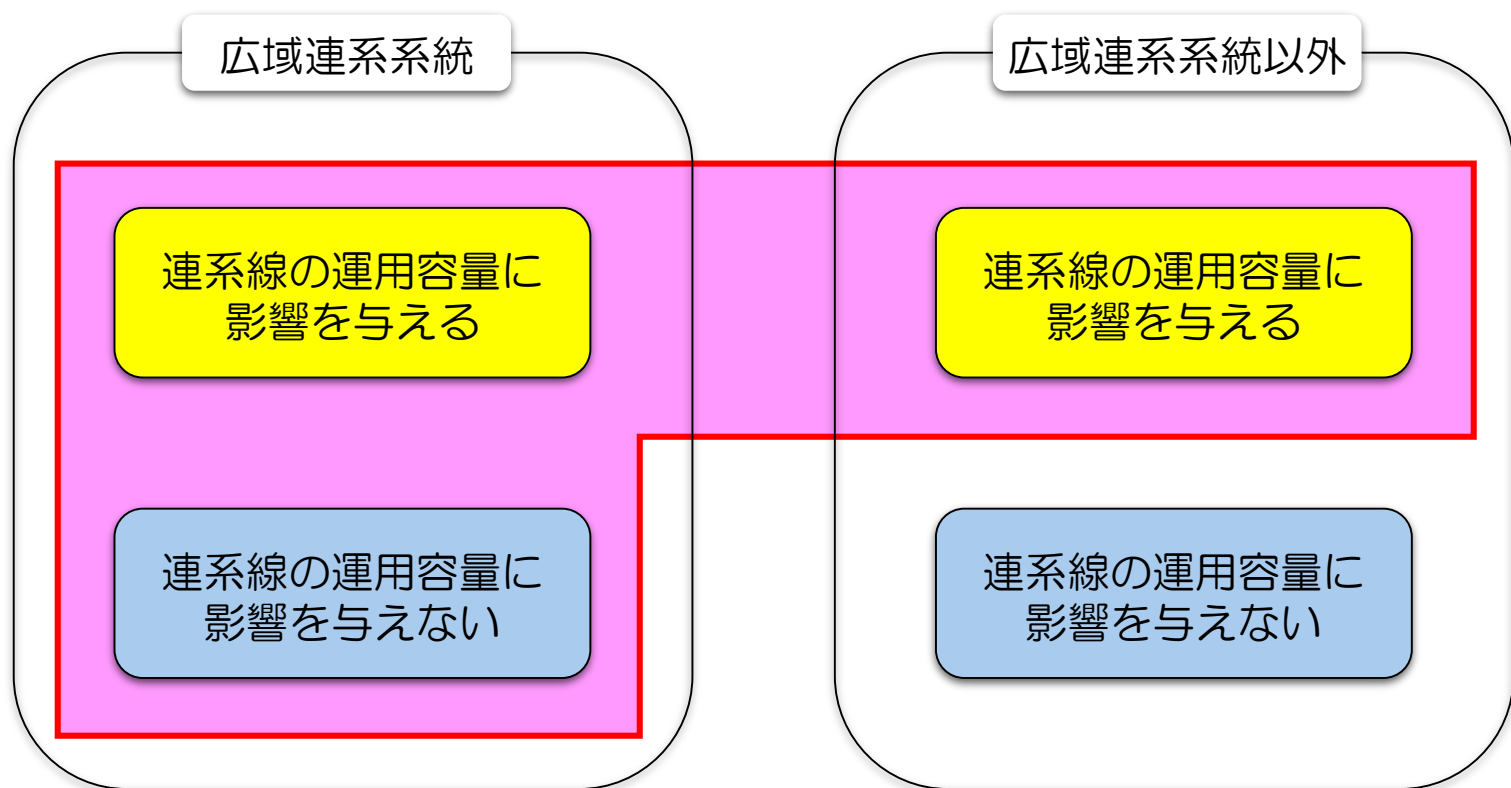 広域連系系統
広域連系系統以外
連系線の運用容量に
影響を与える
連系線の運用容量に
影響を与える
連系線の運用容量に
影響を与えない
連系線の運用容量に
影響を与えない